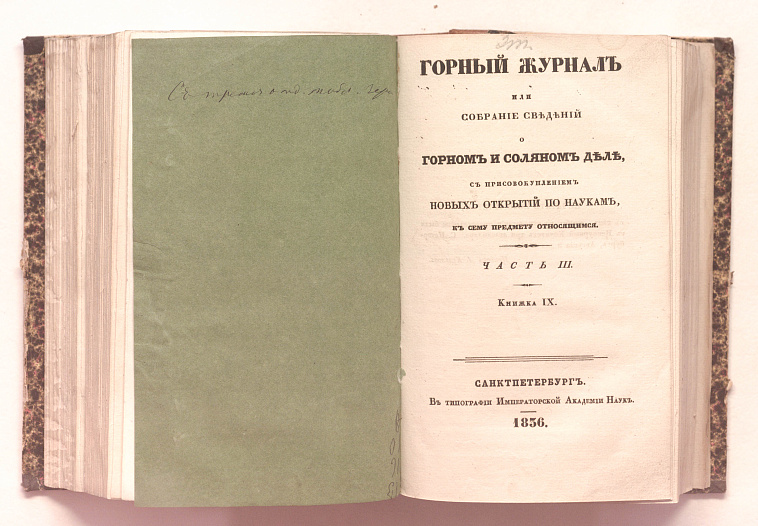 Съ
ГОРНЫЙ ЖУРНАЛЪ
ИЛИ
СОБРАНІЕ СВѢДѢНІЙ
О
ГОРНОМЪ И СОЛЯНОМЪ ДѢЛѢ,
СЪ ПРИСОВОКУПЛЕНІЕМЪ
НОВЫХЪ ОТКРЫТІЙ ПО НАУКАМЪ,
КЪ СЕМУ ПРЕДМЕТУ ОТНОСЯЩИМСЯ.
ЧАСТЬ III.
Книжка IX.
САНКТПЕТЕРБУРГЪ.
Въ типографіи Императорской Академіи Наукъ.
1836.